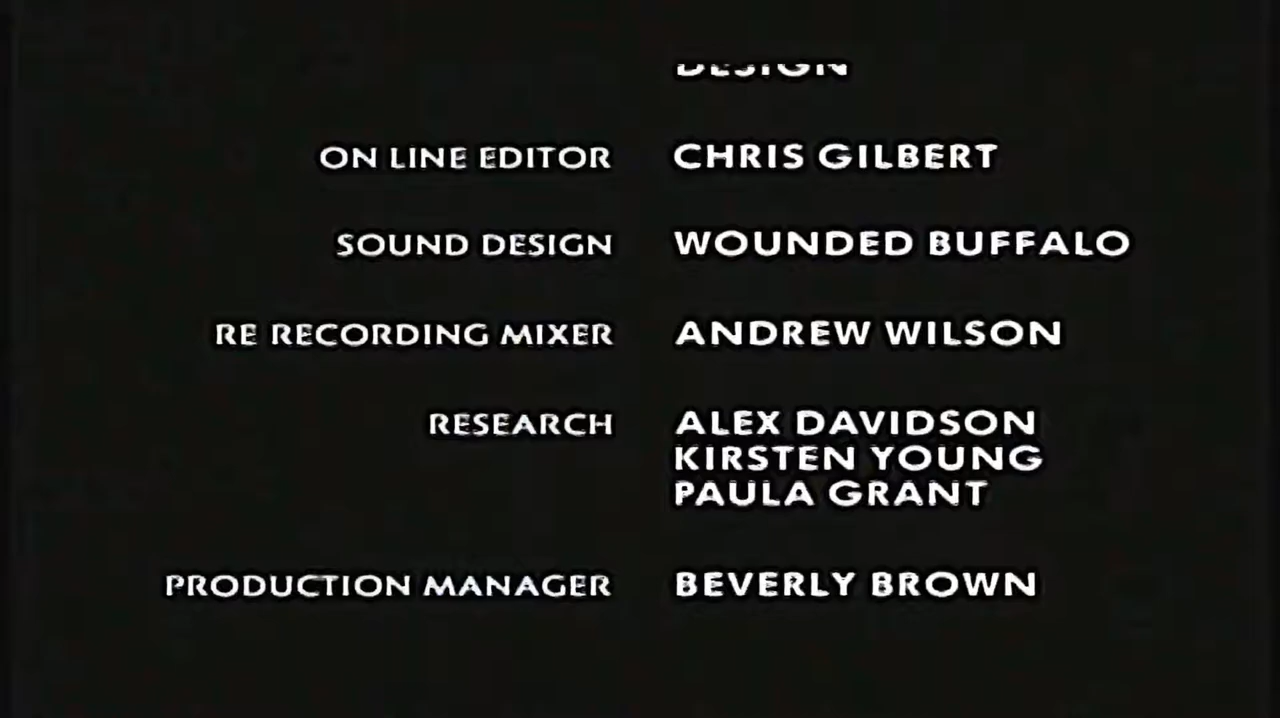 DESIGN
ON LINE EDITOR CHRIS GILBERT
SOUND DESIGN WOUNDED BUFFALO
RE RECORDING MIXER ANDREW WILSON
RESEARCH ALEX DAVIDSON
KIRSTEN YOUNG
PAULA GRANT
PRODUCTION MANAGER BEVERLY BROWN